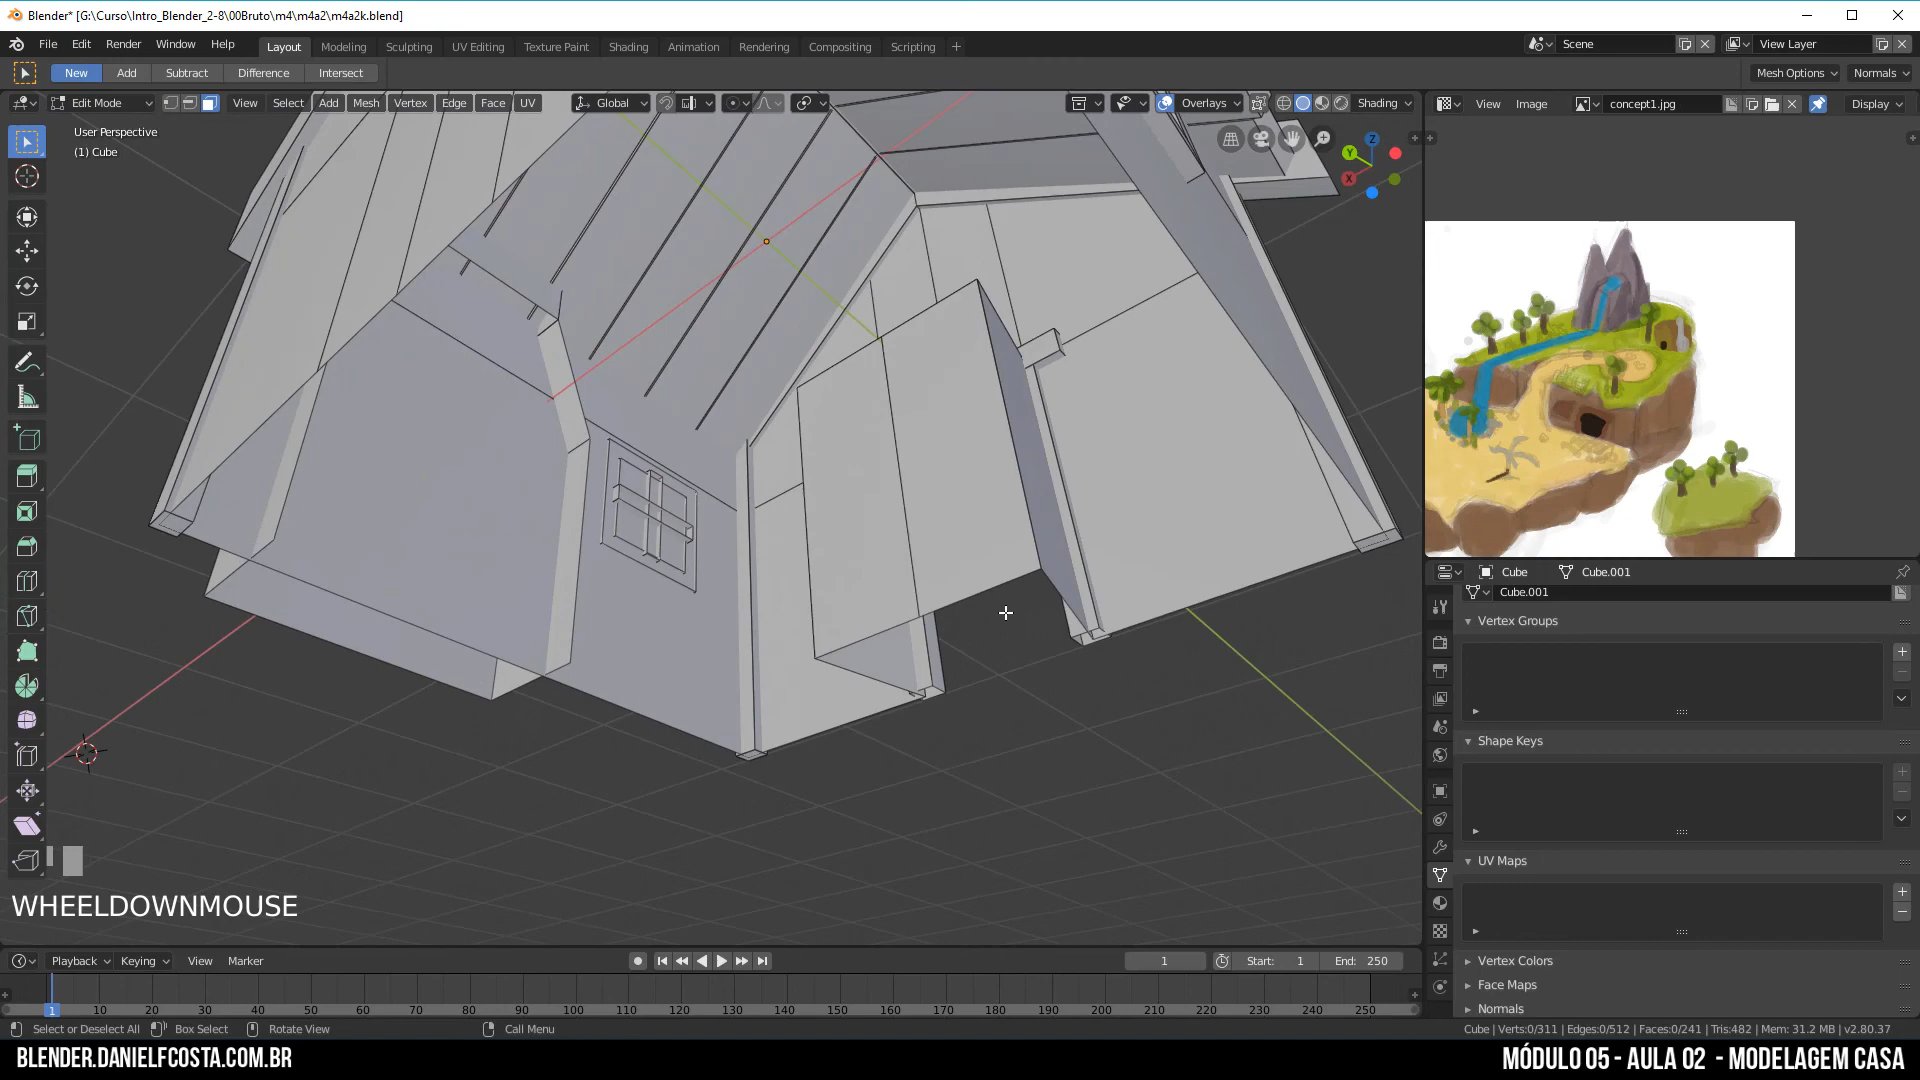 Blender* [G:\Curso\Intro_Blender_2-8\00Bruto\m4\m4a2\m4a2k.blend]
File Edit Render Window Help Layout Modeling Sculpting UV Editing Texture Paint Shading Animation Rendering Compositing Scripting Scene View Layer
New Add Subtract Difference Intersect Mesh Options Normals
Edit Mode View Select Add Mesh Vertex Edge Face UV Global Overlays Shading View Image concept1.jpg Display
User Perspective
(1) Cube
Z
Y
X
Cube Cube.001
Cube.001
Vertex Groups
Shape Keys
UV Maps
Vertex Colors
Face Maps
Normals
WHEELDOWNMOUSE
Playback Keying View Marker 1 Start: 1 End: 250
1 10 20 30 40 50 60 70 80 90 100 110 120 130 140 150 160 170 180 190 200 210 220 230 240 250
Select or Deselect All Box Select Rotate View Call Menu Cube | Verts:0/311 | Edges:0/512 | Faces:0/241 | Tris:482 | Mem: 31.2 MB | v2.80.37
BLENDER.DANIELFCOSTA.COM.BR MÓDULO 05 - AULA 02 - MODELAGEM CASA